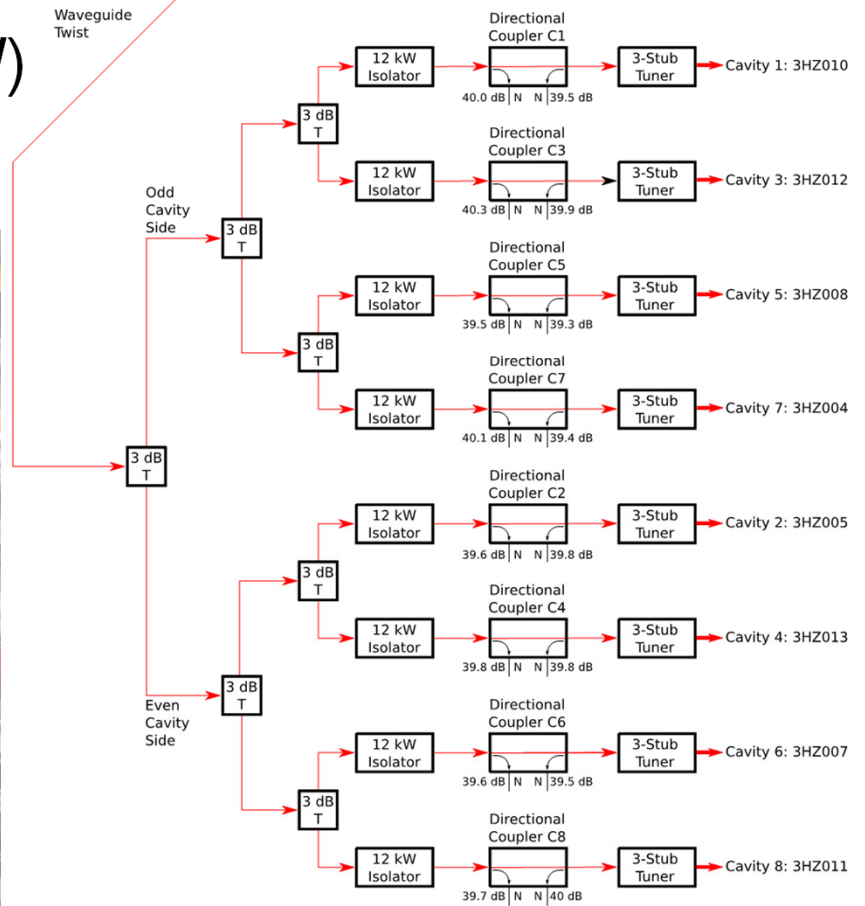 Waveguide
Twist
)
Odd
Cavity
Side
Even
Cavity
Side
3 dB
T
3 dB
T
3 dB
T
3 dB
T
3 dB
T
3 dB
T
3 dB
T
12 kW
Isolator
Directional
Coupler C1
40.0 dB N N 39.5 dB
3-Stub
Tuner
Cavity 1: 3HZ010
12 kW
Isolator
Directional
Coupler C3
40.3 dB N N 39.9 dB
3-Stub
Tuner
Cavity 3: 3HZ012
12 kW
Isolator
Directional
Coupler C5
39.5 dB N N 39.3 dB
3-Stub
Tuner
Cavity 5: 3HZ008
12 kW
Isolator
Directional
Coupler C7
40.1 dB N N 39.4 dB
3-Stub
Tuner
Cavity 7: 3HZ004
12 kW
Isolator
Directional
Coupler C2
39.6 dB N N 39.8 dB
3-Stub
Tuner
Cavity 2: 3HZ005
12 kW
Isolator
Directional
Coupler C4
39.8 dB N N 39.8 dB
3-Stub
Tuner
Cavity 4: 3HZ013
12 kW
Isolator
Directional
Coupler C6
39.6 dB N N 39.5 dB
3-Stub
Tuner
Cavity 6: 3HZ007
12 kW
Isolator
Directional
Coupler C8
39.7 dB N N 40 dB
3-Stub
Tuner
Cavity 8: 3HZ011